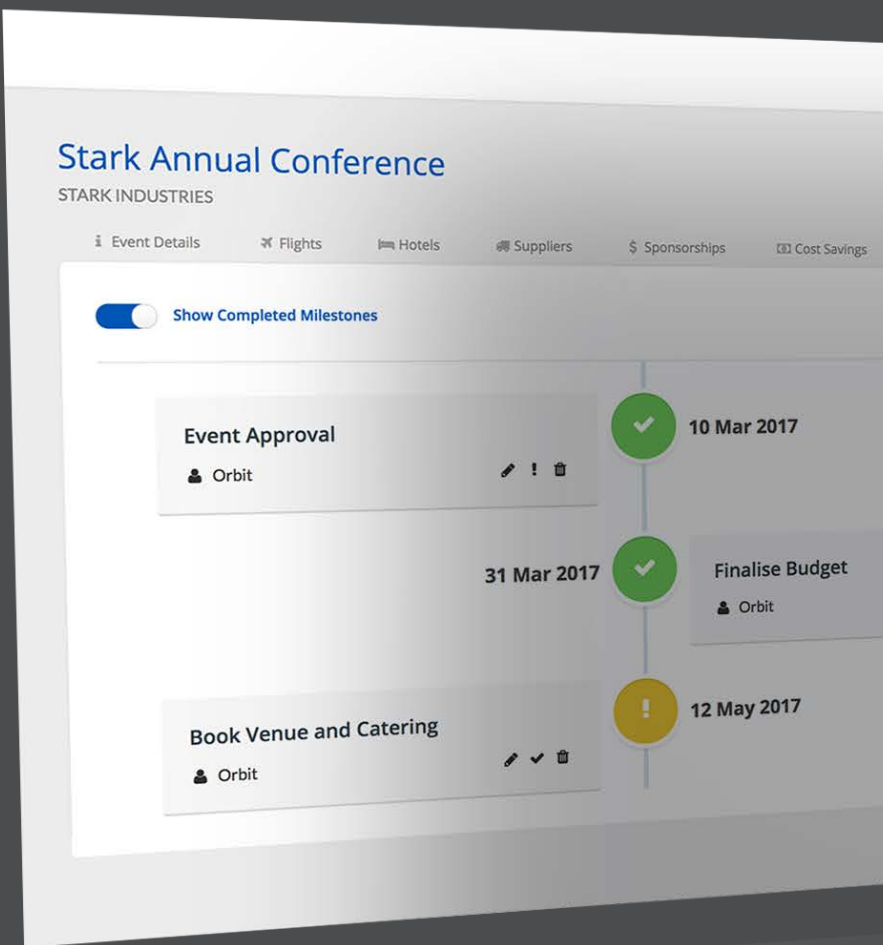 Stark Annual Conference
STARK INDUSTRIES
Event Details Flights Hotels Suppliers $ Sponsorships Cost Savings
Show Completed Milestones
Event Approval
Orbit
10 Mar 2017
31 Mar 2017
Finalise Budget
Orbit
Book Venue and Catering
Orbit
12 May 2017